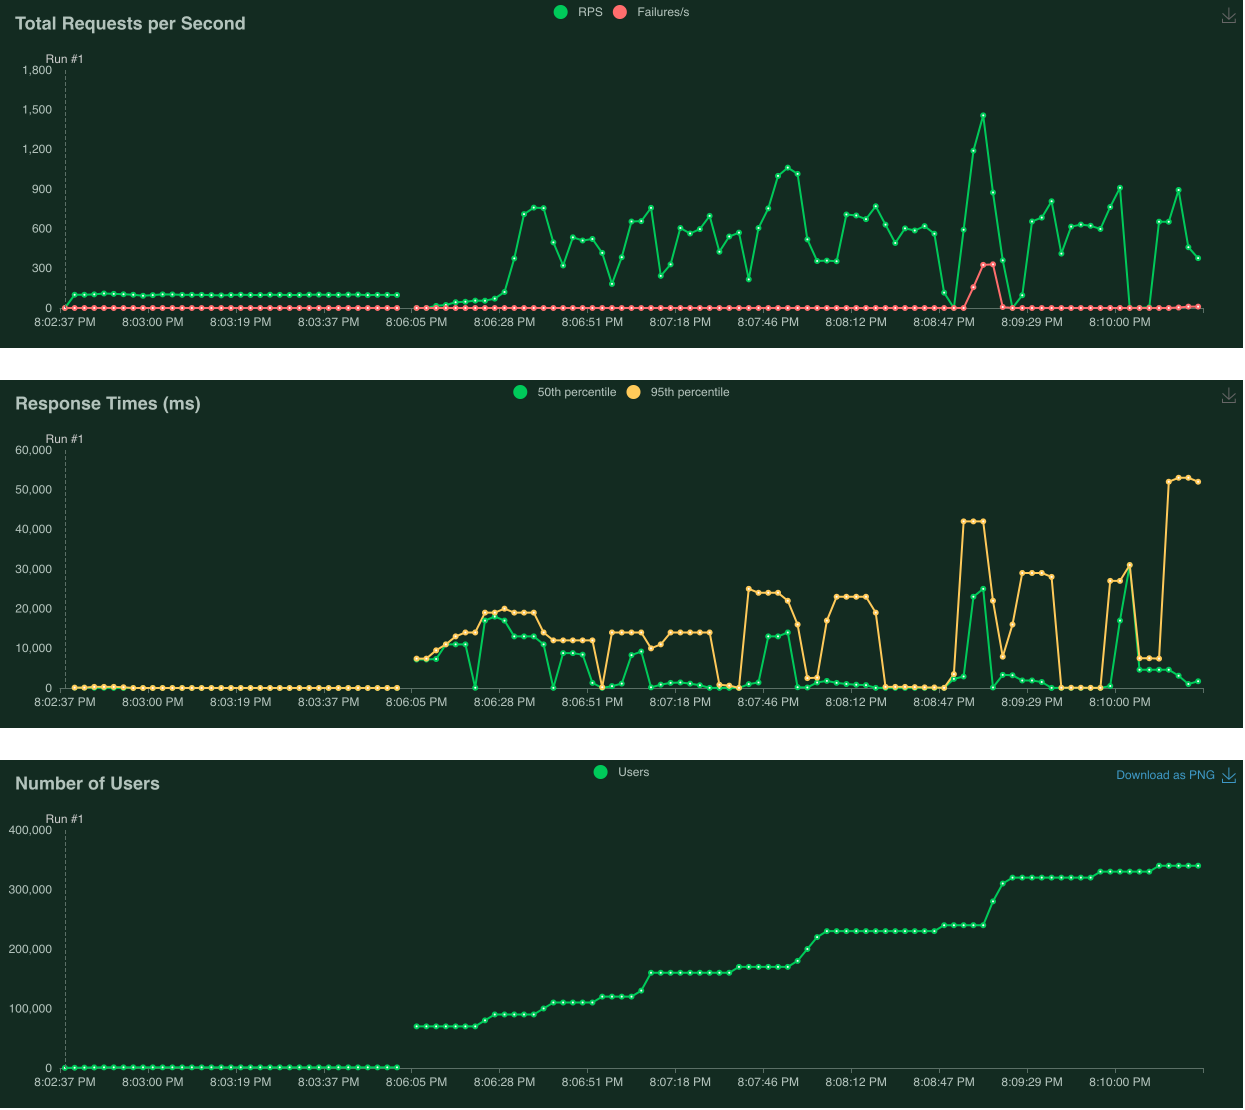 Total Requests per Second
RPS Failures/s
Run #1
1,800
1,500
1,200
900
600
300
0
8:02:37 PM 8:03:00 PM 8:03:19 PM 8:03:37 PM 8:06:05 PM 8:06:28 PM 8:06:51 PM 8:07:18 PM 8:07:46 PM 8:08:12 PM 8:08:47 PM 8:09:29 PM 8:10:00 PM
Response Times (ms)
50th percentile 95th percentile
Run #1
60,000
50,000
40,000
30,000
20,000
10,000
0
8:02:37 PM 8:03:00 PM 8:03:19 PM 8:03:37 PM 8:06:05 PM 8:06:28 PM 8:06:51 PM 8:07:18 PM 8:07:46 PM 8:08:12 PM 8:08:47 PM 8:09:29 PM 8:10:00 PM
Number of Users
Users
Download as PNG
Run #1
400,000
300,000
200,000
100,000
0
8:02:37 PM 8:03:00 PM 8:03:19 PM 8:03:37 PM 8:06:05 PM 8:06:28 PM 8:06:51 PM 8:07:18 PM 8:07:46 PM 8:08:12 PM 8:08:47 PM 8:09:29 PM 8:10:00 PM